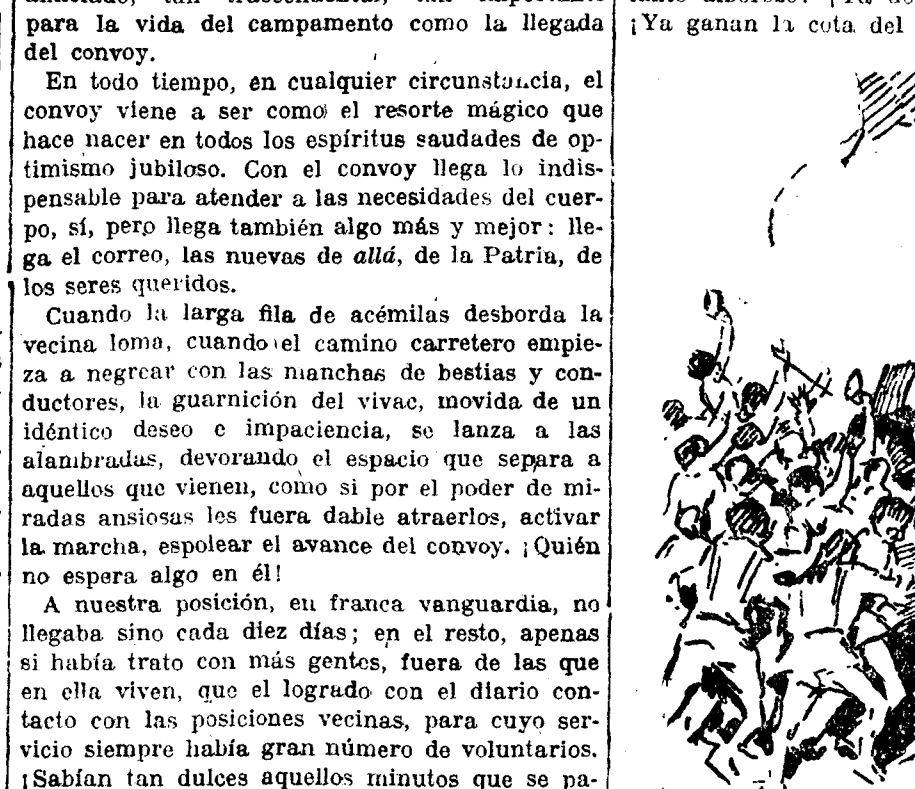 para la vida del campamento como la llegada
del convoy.
En todo tiempo, en cualquier circunstancia, el
convoy viene a ser como el resorte mágico que
hace nacer en todos los espíritus saudades de op-
timismo jubiloso. Con el convoy llega lo indis-
pensable para atender a las necesidades del cuer-
po, sí, pero llega también algo más y mejor: lle-
ga el correo, las nuevas de allá, de la Patria, de
los seres queridos.
Cuando la larga fila de acémilas desborda la
vecina loma, cuando el camino carretero empie-
za a negrear con las manchas de bestias y con-
ductores, la guarnición del vivac, movida de un
idéntico deseo e impaciencia, se lanza a las
alambradas, devorando el espacio que separa a
aquellos que vienen, como si por el poder de mi-
radas ansiosas les fuera dable atraerlos, activar
la marcha, espolear el avance del convoy. ¡Quién
no espera algo en él!
A nuestra posición, en franca vanguardia, no
llegaba sino cada diez días; en el resto, apenas
si había trato con más gentes, fuera de las que
en ella viven, que el logrado con el diario con-
tacto con las posiciones vecinas, para cuyo ser-
vicio siempre había gran número de voluntarios.
¡Sabían tan dulces aquellos minutos que se pa-
¡Ya ganan la cota del